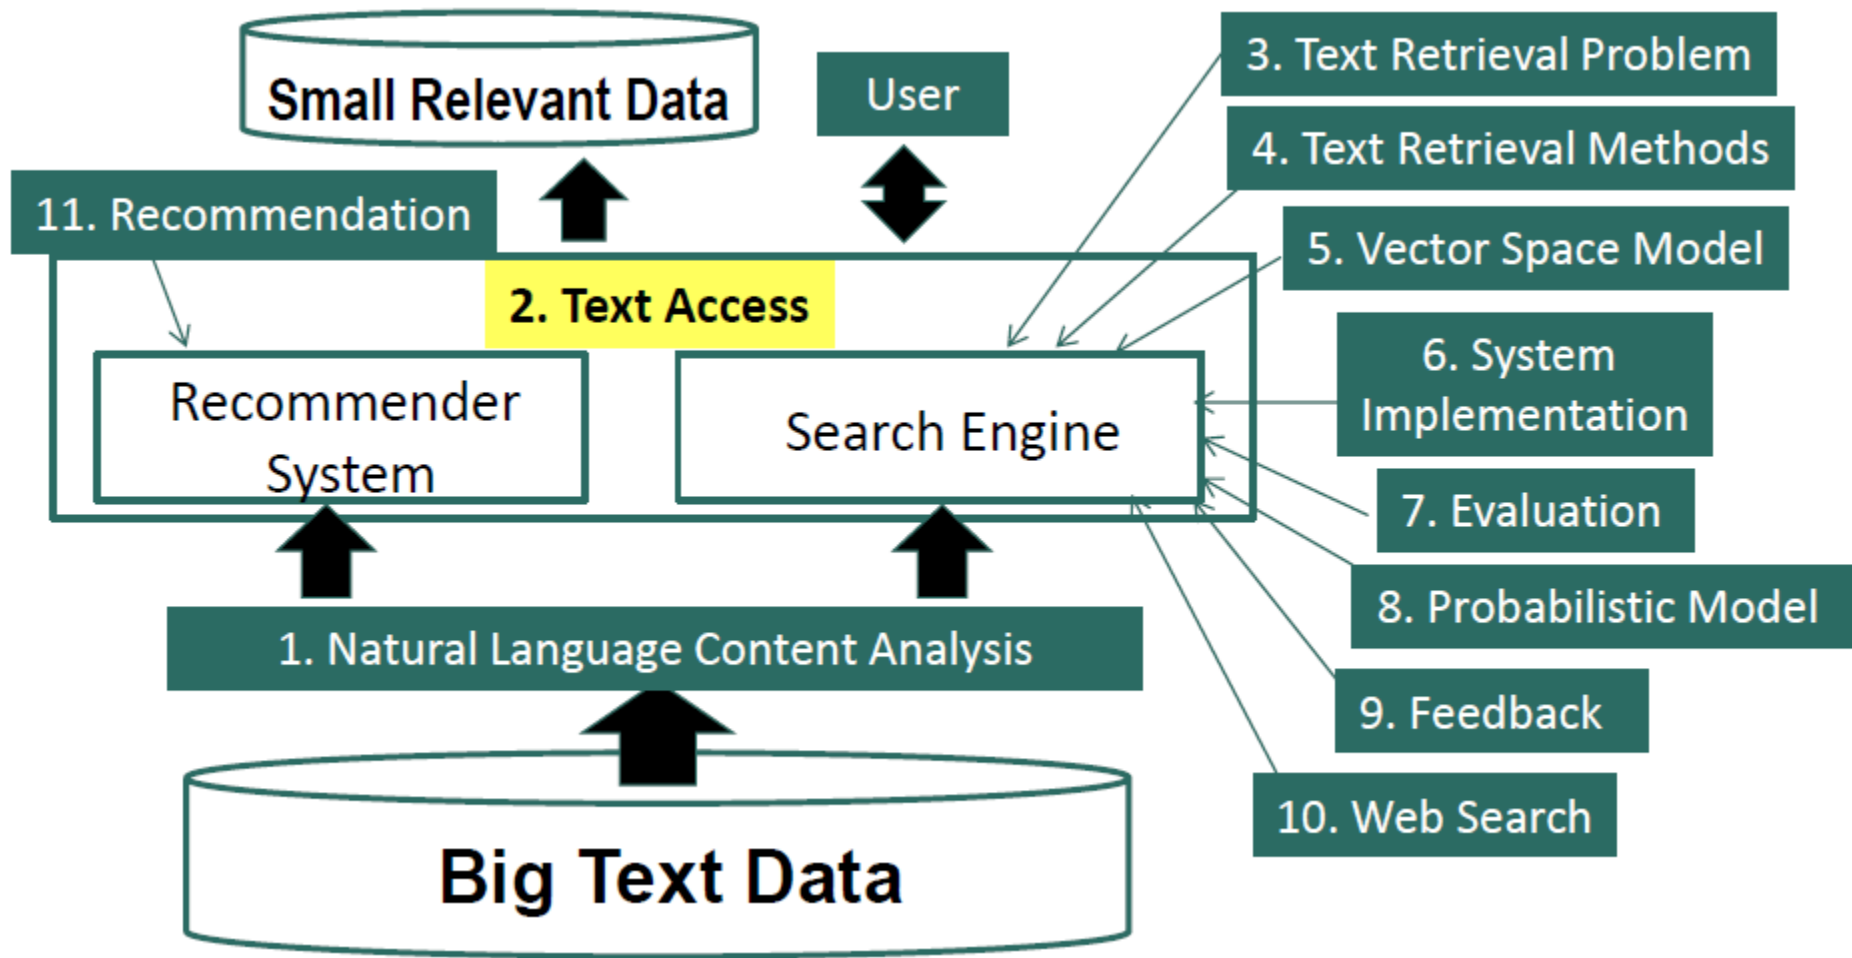 Small Relevant Data
User
3. Text Retrieval Problem
4. Text Retrieval Methods
11. Recommendation
5. Vector Space Model
2. Text Access
Recommender
System
Search Engine
6. System
Implementation
7. Evaluation
8. Probabilistic Model
1. Natural Language Content Analysis
9. Feedback
10. Web Search
Big Text Data